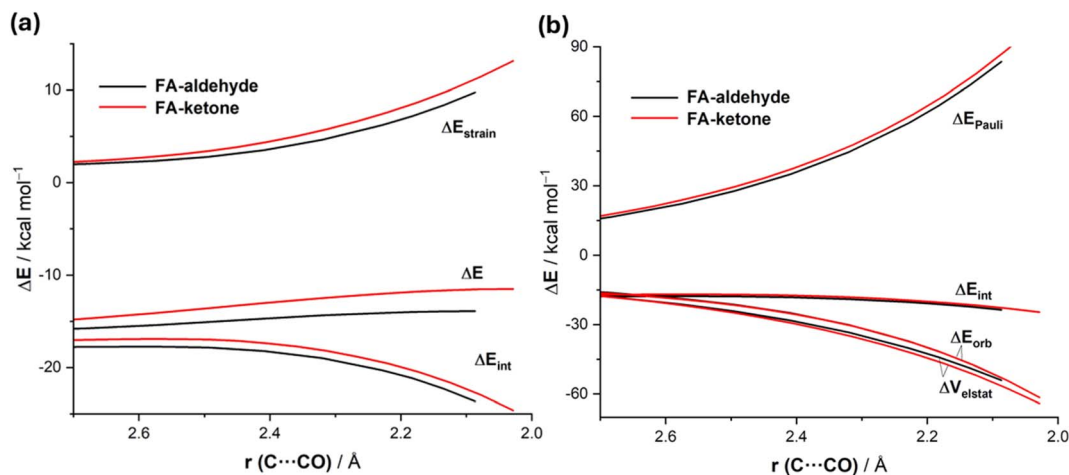 (a)
FA-aldehyde
FA-ketone
ΔE / kcal mol⁻¹
10
0
-10
-20
ΔEstrain
ΔE
ΔEint
2.6
2.4
2.2
2.0
r (C···CO) / Å
(b)
FA-aldehyde
FA-ketone
ΔE / kcal mol⁻¹
90
60
30
0
-30
-60
ΔEPauli
ΔEint
ΔEorb
ΔVelstat
2.6
2.4
2.2
2.0
r (C···CO) / Å